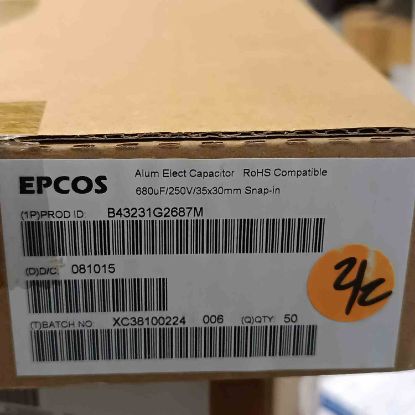 EPCOS
Alum Elect Capacitor RoHS Compatible
680uF/250V/35x30mm Snap-in
(1P)PROD ID: B43231G2687M
(D)D/C: 081015
(T)BATCH NO: XC38100224 006 (Q)QTY: 50